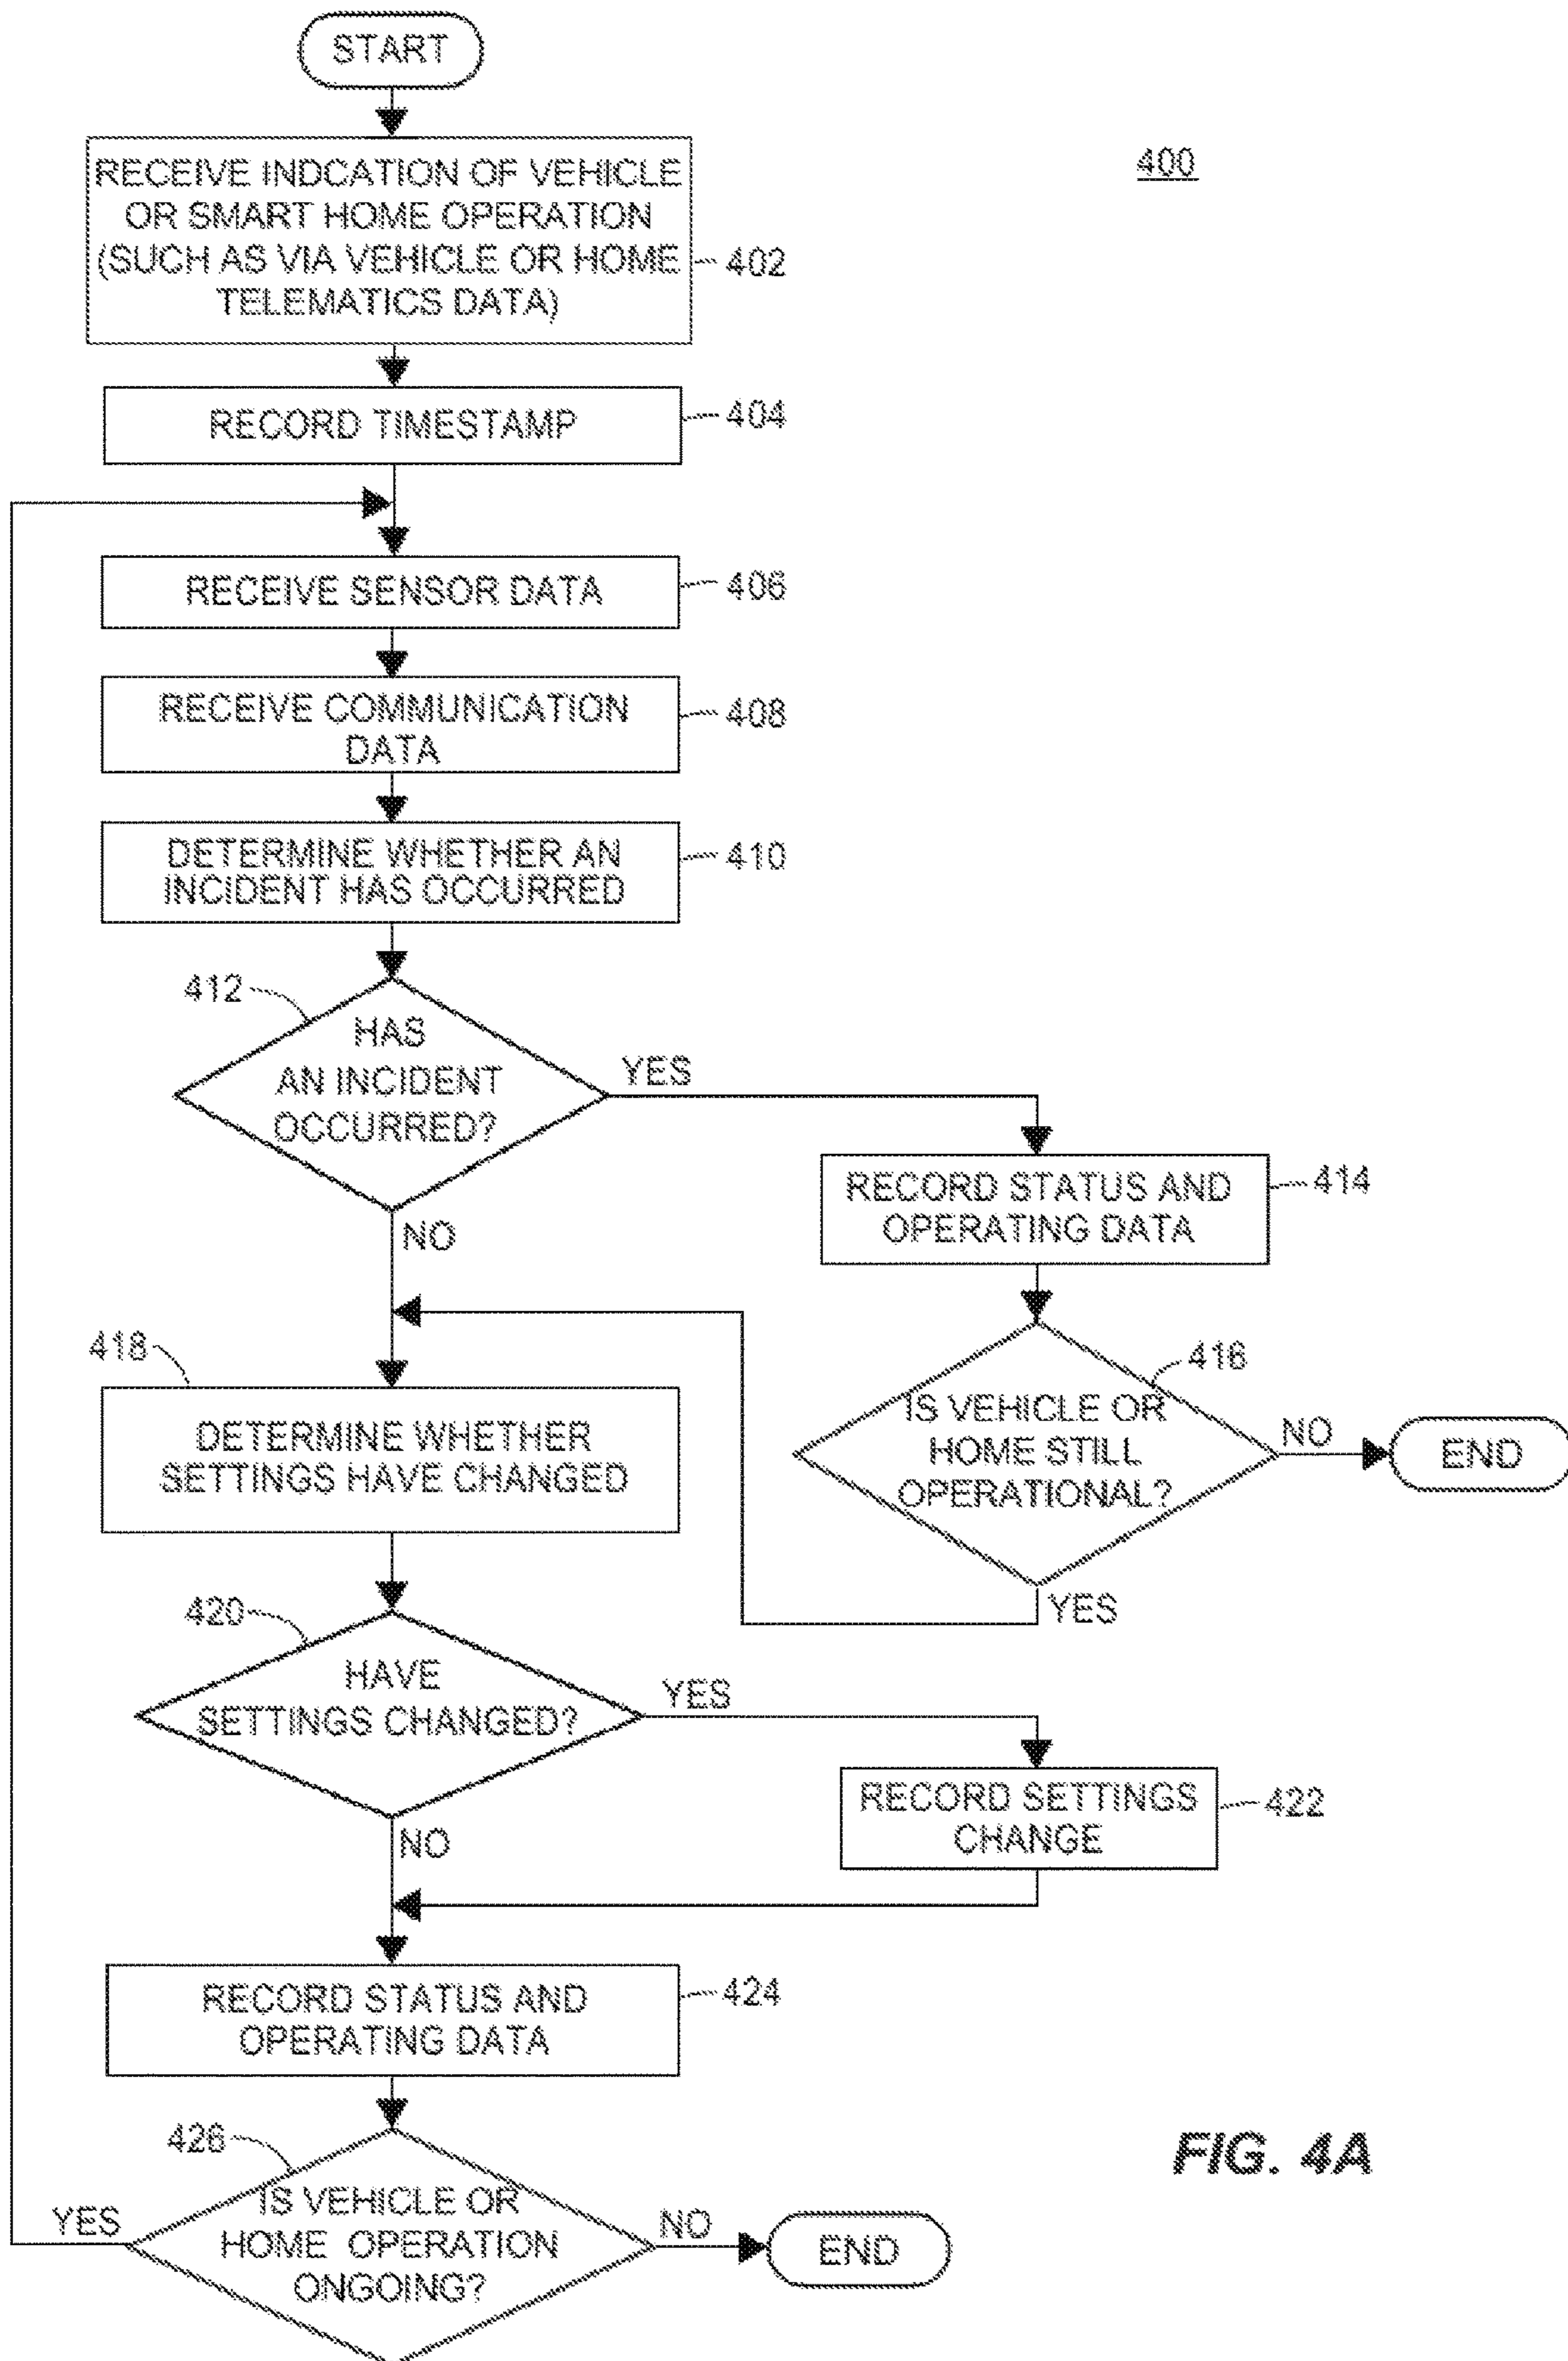 START
400
RECEIVE INDCATION OF VEHICLE
OR SMART HOME OPERATION
(SUCH AS VIA VEHICLE OR HOME
TELEMATICS DATA)
402
RECORD TIMESTAMP
404
RECEIVE SENSOR DATA
406
RECEIVE COMMUNICATION
DATA
408
DETERMINE WHETHER AN
INCIDENT HAS OCCURRED
410
412
HAS
AN INCIDENT
OCCURRED?
YES
NO
RECORD STATUS AND
OPERATING DATA
414
416
IS VEHICLE OR
HOME STILL
OPERATIONAL?
NO
END
YES
418
DETERMINE WHETHER
SETTINGS HAVE CHANGED
420
HAVE
SETTINGS CHANGED?
YES
NO
RECORD SETTINGS
CHANGE
422
RECORD STATUS AND
OPERATING DATA
424
426
IS VEHICLE OR
HOME OPERATION
ONGOING?
YES
NO
END
FIG. 4A